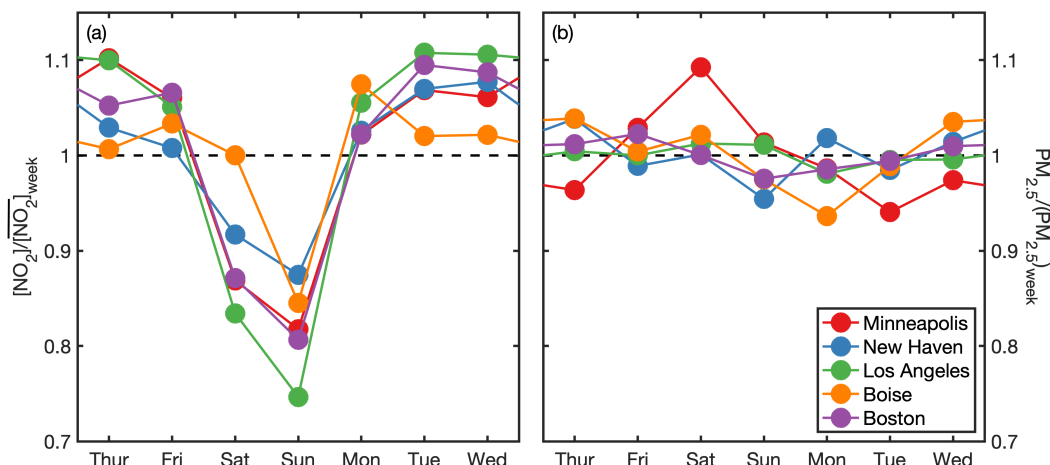 (a)
(b)
1.1
1
0.9
0.8
0.7
[NO2]/[NO2]week
Thur Fri Sat Sun Mon Tue Wed
Thur Fri Sat Sun Mon Tue Wed
1.1
1
0.9
0.8
0.7
PM2.5/(PM2.5)week
Minneapolis
New Haven
Los Angeles
Boise
Boston